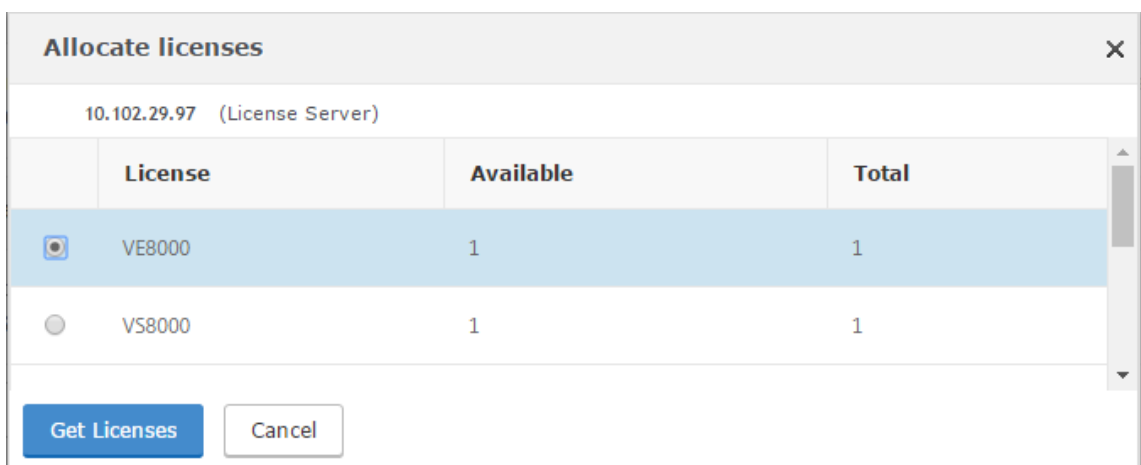 Allocate licenses
10.102.29.97 (License Server)
License Available Total
VE8000 1 1
VS8000 1 1
Get Licenses Cancel